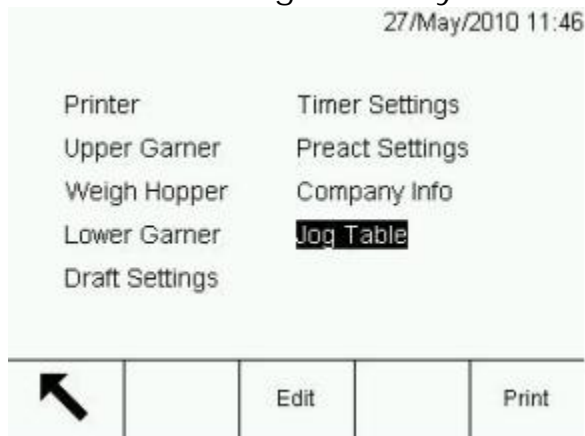 27/May/2010 11:46
Printer
Upper Garner
Weigh Hopper
Lower Garner
Draft Settings
Timer Settings
Preact Settings
Company Info
Jog Table
Edit
Print